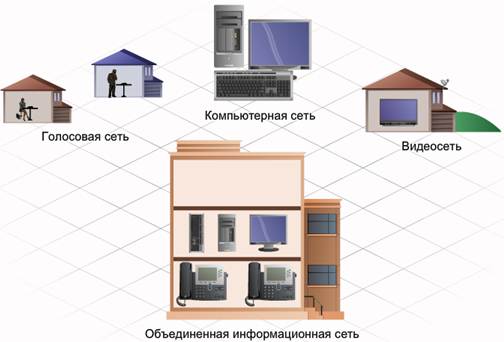 Компьютерная сеть
Голосовая сеть
Видеосеть
Объединенная информационная сеть